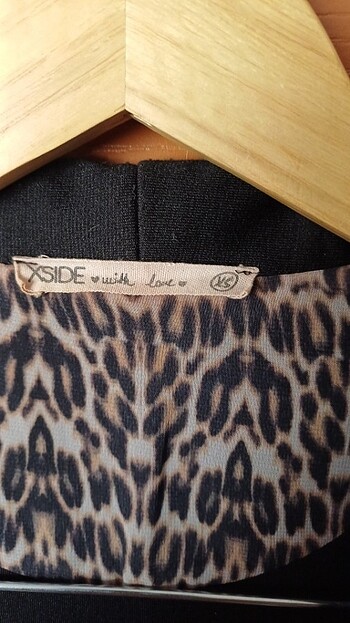 XSIDE ♥ with love ♥ XS